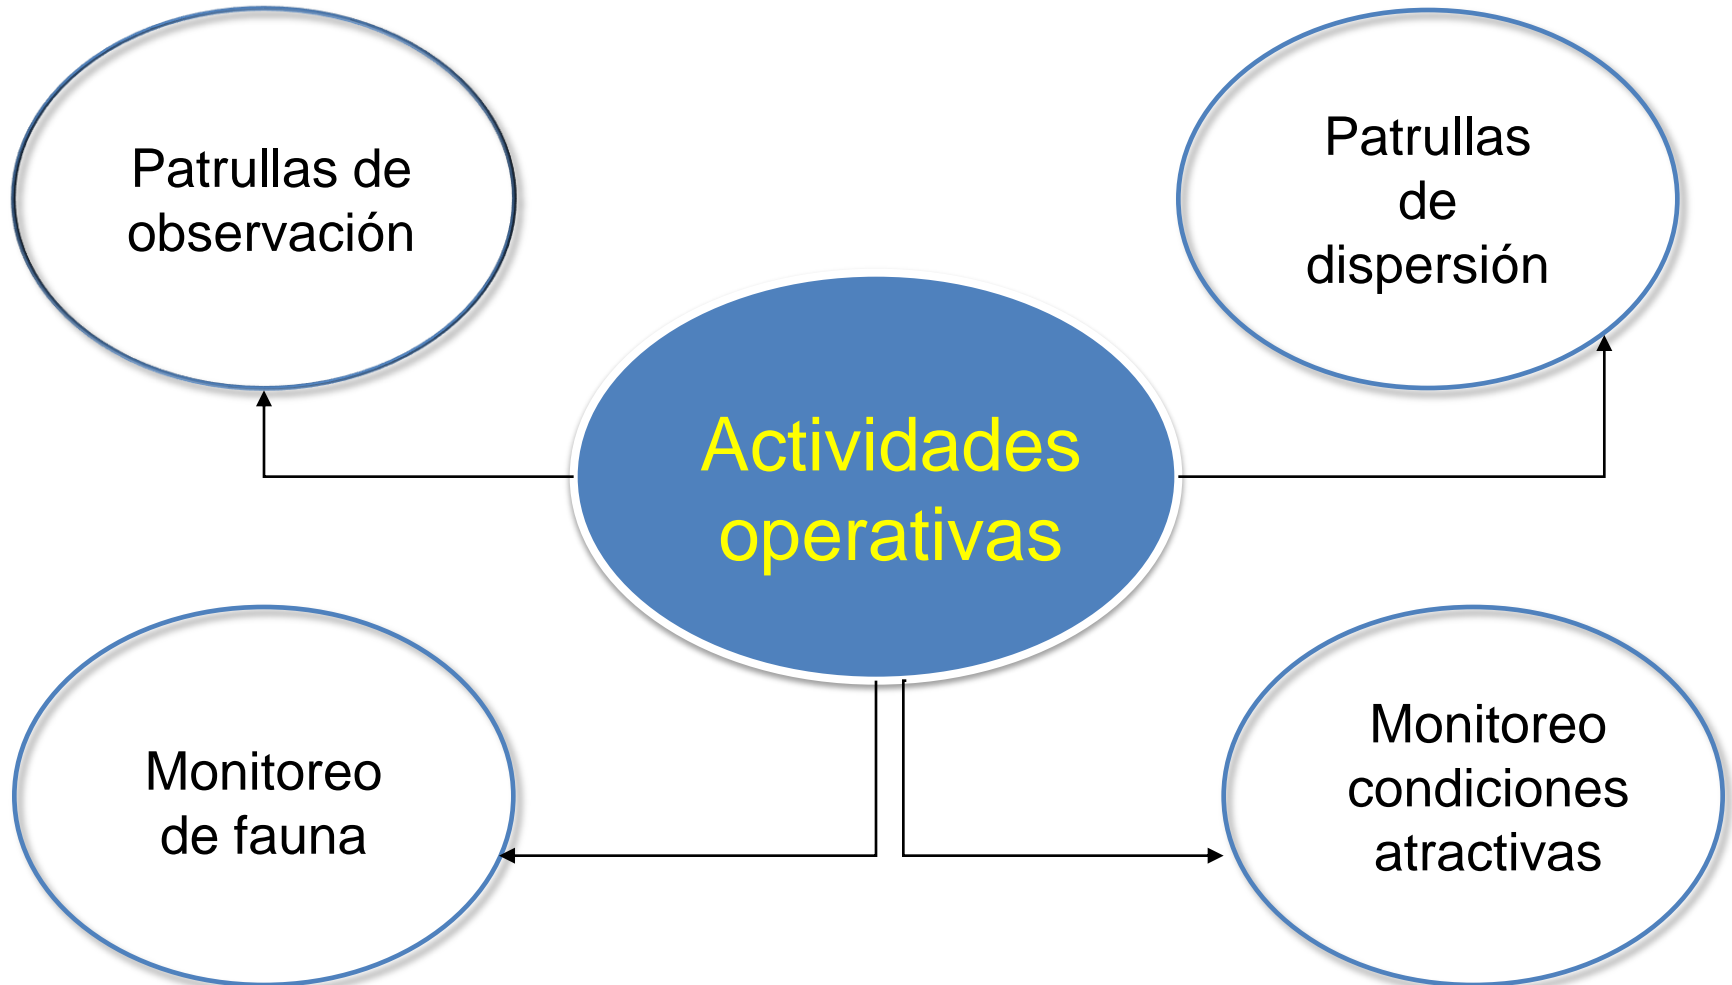 Patrullas de
observación
Patrullas
de
dispersión
Actividades
operativas
Monitoreo
de fauna
Monitoreo
condiciones
atractivas